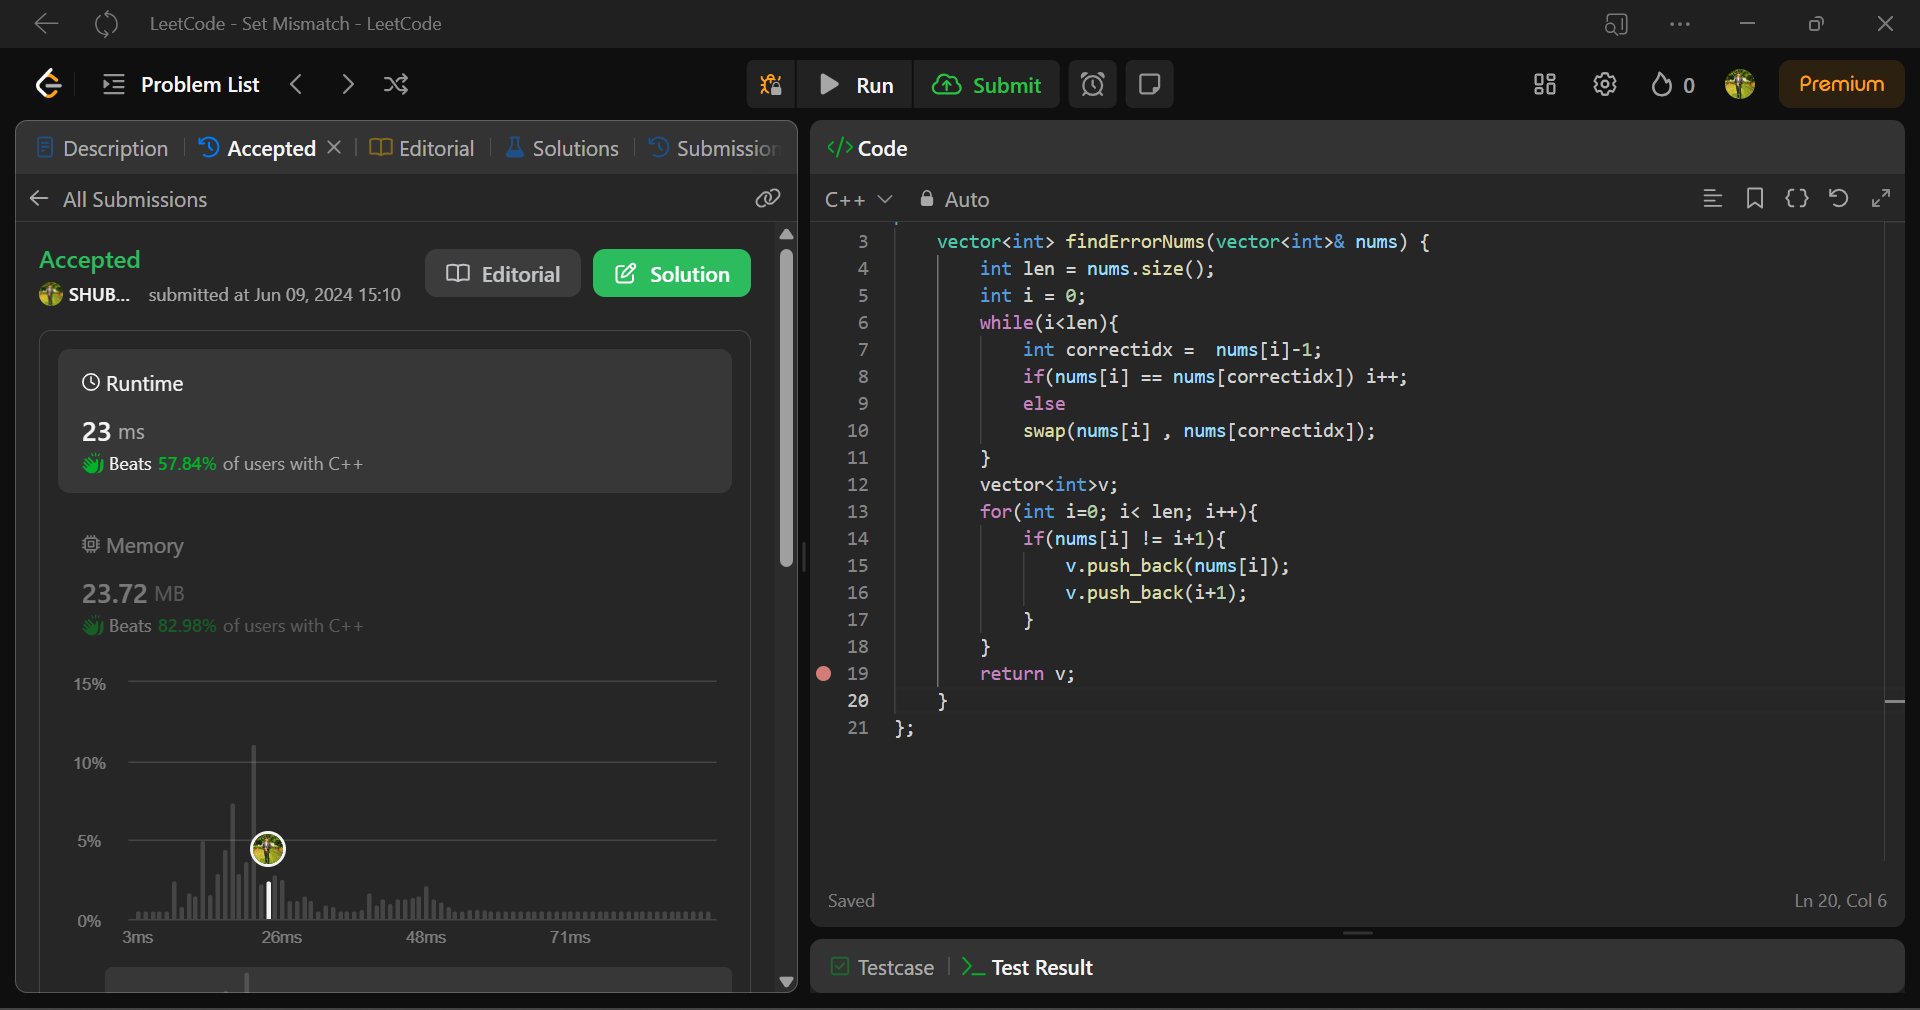 LeetCode - Set Mismatch - LeetCode
Problem List
Run
Submit
0
Premium
Description
Accepted
Editorial
Solutions
Submission
All Submissions
Accepted
SHUB... submitted at Jun 09, 2024 15:10
Editorial
Solution
Runtime
23 ms
Beats 57.84% of users with C++
Memory
23.72 MB
Beats 82.98% of users with C++
15%
10%
5%
0%
3ms 26ms 48ms 71ms
</> Code
C++ Auto
3 vector<int> findErrorNums(vector<int>& nums) {
4 int len = nums.size();
5 int i = 0;
6 while(i<len){
7 int correctidx =  nums[i]-1;
8 if(nums[i] == nums[correctidx]) i++;
9 else
10 swap(nums[i] , nums[correctidx]);
11 }
12 vector<int>v;
13 for(int i=0; i< len; i++){
14 if(nums[i] != i+1){
15 v.push_back(nums[i]);
16 v.push_back(i+1);
17 }
18 }
19 return v;
20 }
21 };
Saved
Ln 20, Col 6
Testcase
Test Result